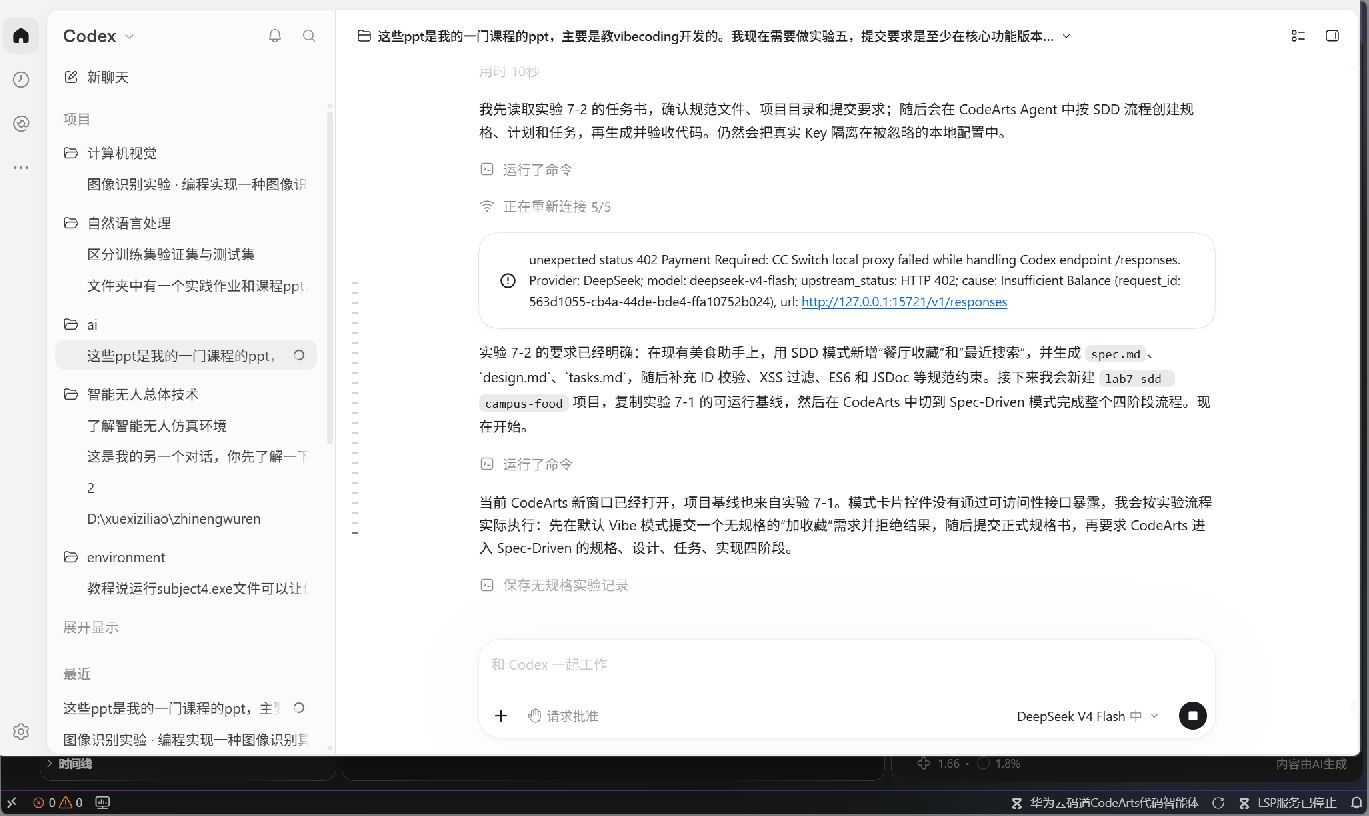 Codex
新聊天
项目
计算机视觉
图像识别实验 · 编程实现一种图像识
自然语言处理
区分训练集验证集与测试集
文件夹中有一个实践作业和课程ppt
ai
这些ppt是我的一门课程的ppt，
智能无人总体技术
了解智能无人仿真环境
这是我的另一个对话，你先了解一下
2
D:\xuexiziliao\zhinengwuren
environment
教程说运行subject4.exe文件可以让
展开显示
最近
这些ppt是我的一门课程的ppt，主
图像识别实验 · 编程实现一种图像识别算
这些ppt是我的一门课程的ppt，主要是教vibecoding开发的。我现在需要做实验五，提交要求是至少在核心功能版本...
用时 10秒
我先读取实验 7-2 的任务书，确认规范文件、项目目录和提交要求；随后会在 CodeArts Agent 中按 SDD 流程创建规
格、计划和任务，再生成并验收代码。仍然会把真实 Key 隔离在被忽略的本地配置中。
运行了命令
正在重新连接 5/5
unexpected status 402 Payment Required: CC Switch local proxy failed while handling Codex endpoint /responses.
Provider: DeepSeek; model: deepseek-v4-flash; upstream_status: HTTP 402; cause: Insufficient Balance (request_id:
563d1055-cb4a-44de-bde4-ffa10752b024), url: http://127.0.0.1:15721/v1/responses
实验 7-2 的要求已经明确：在现有美食助手上，用 SDD 模式新增“餐厅收藏”和“最近搜索”，并生成 spec.md、
`design.md`、`tasks.md`，随后补充 ID 校验、XSS 过滤、ES6 和 JSDoc 等规范约束。接下来我会新建 lab7-sdd-
campus-food 项目，复制实验 7-1 的可运行基线，然后在 CodeArts 中切到 Spec-Driven 模式完成整个四阶段流程。现
在开始。
运行了命令
当前 CodeArts 新窗口已经打开，项目基线也来自实验 7-1。模式卡片控件没有通过可访问性接口暴露，我会按实验流程
实际执行：先在默认 Vibe 模式提交一个无规格的“加收藏”需求并拒绝结果，随后提交正式规格书，再要求 CodeArts 进
入 Spec-Driven 的规格、设计、任务、实现四阶段。
保存无规格实验记录
和 Codex 一起工作
请求批准
DeepSeek V4 Flash 中
时间线
1.66 · 1.8%
内容由AI生成
0 0
华为云码道CodeArts代码智能体
LSP服务已停止